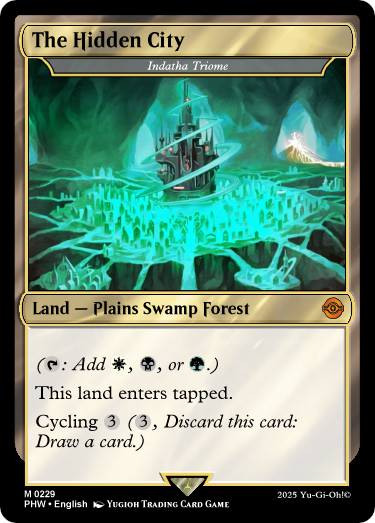 The Hidden City
Indatha Triome
Land — Plains Swamp Forest
(: Add , , or .)
This land enters tapped.
Cycling 3 (3, Discard this card:
Draw a card.)
M 0229
PHW • English YUGIOH TRADING CARD GAME
2025 Yu-Gi-Oh!©